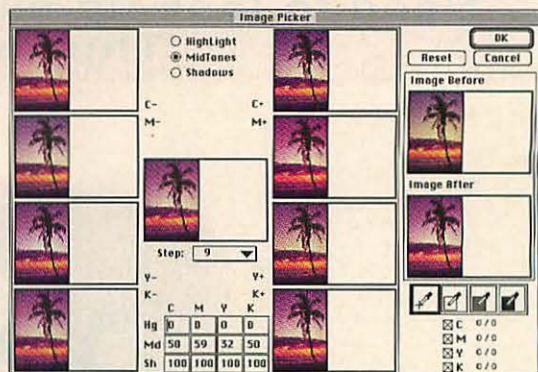 Image Picker
HighLight
MidTones
Shadows
C- C+
M- M+
Step: 9
Y- Y+
K- K+
C M Y K
Hg 0 0 0 0
Md 50 59 32 50
Sh 100 100 100 100
OK
Reset Cancel
Image Before
Image After
C 0/0
M 0/0
Y 0/0
K 0/0